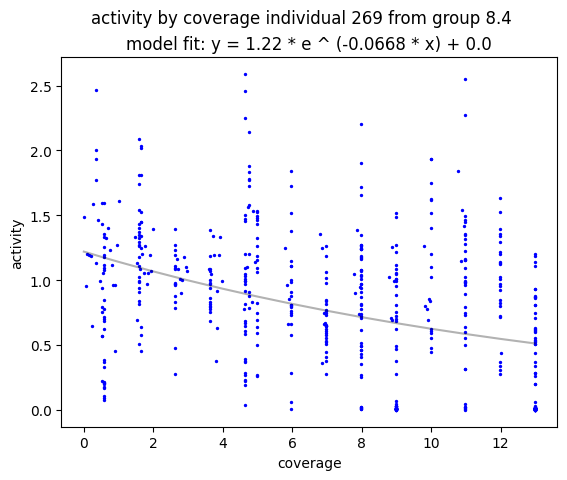 activity by coverage individual 269 from group 8.4
model fit: y = 1.22 * e ^ (-0.0668 * x) + 0.0
2.5
2.0
1.5
1.0
0.5
0.0
activity
0 2 4 6 8 10 12
coverage